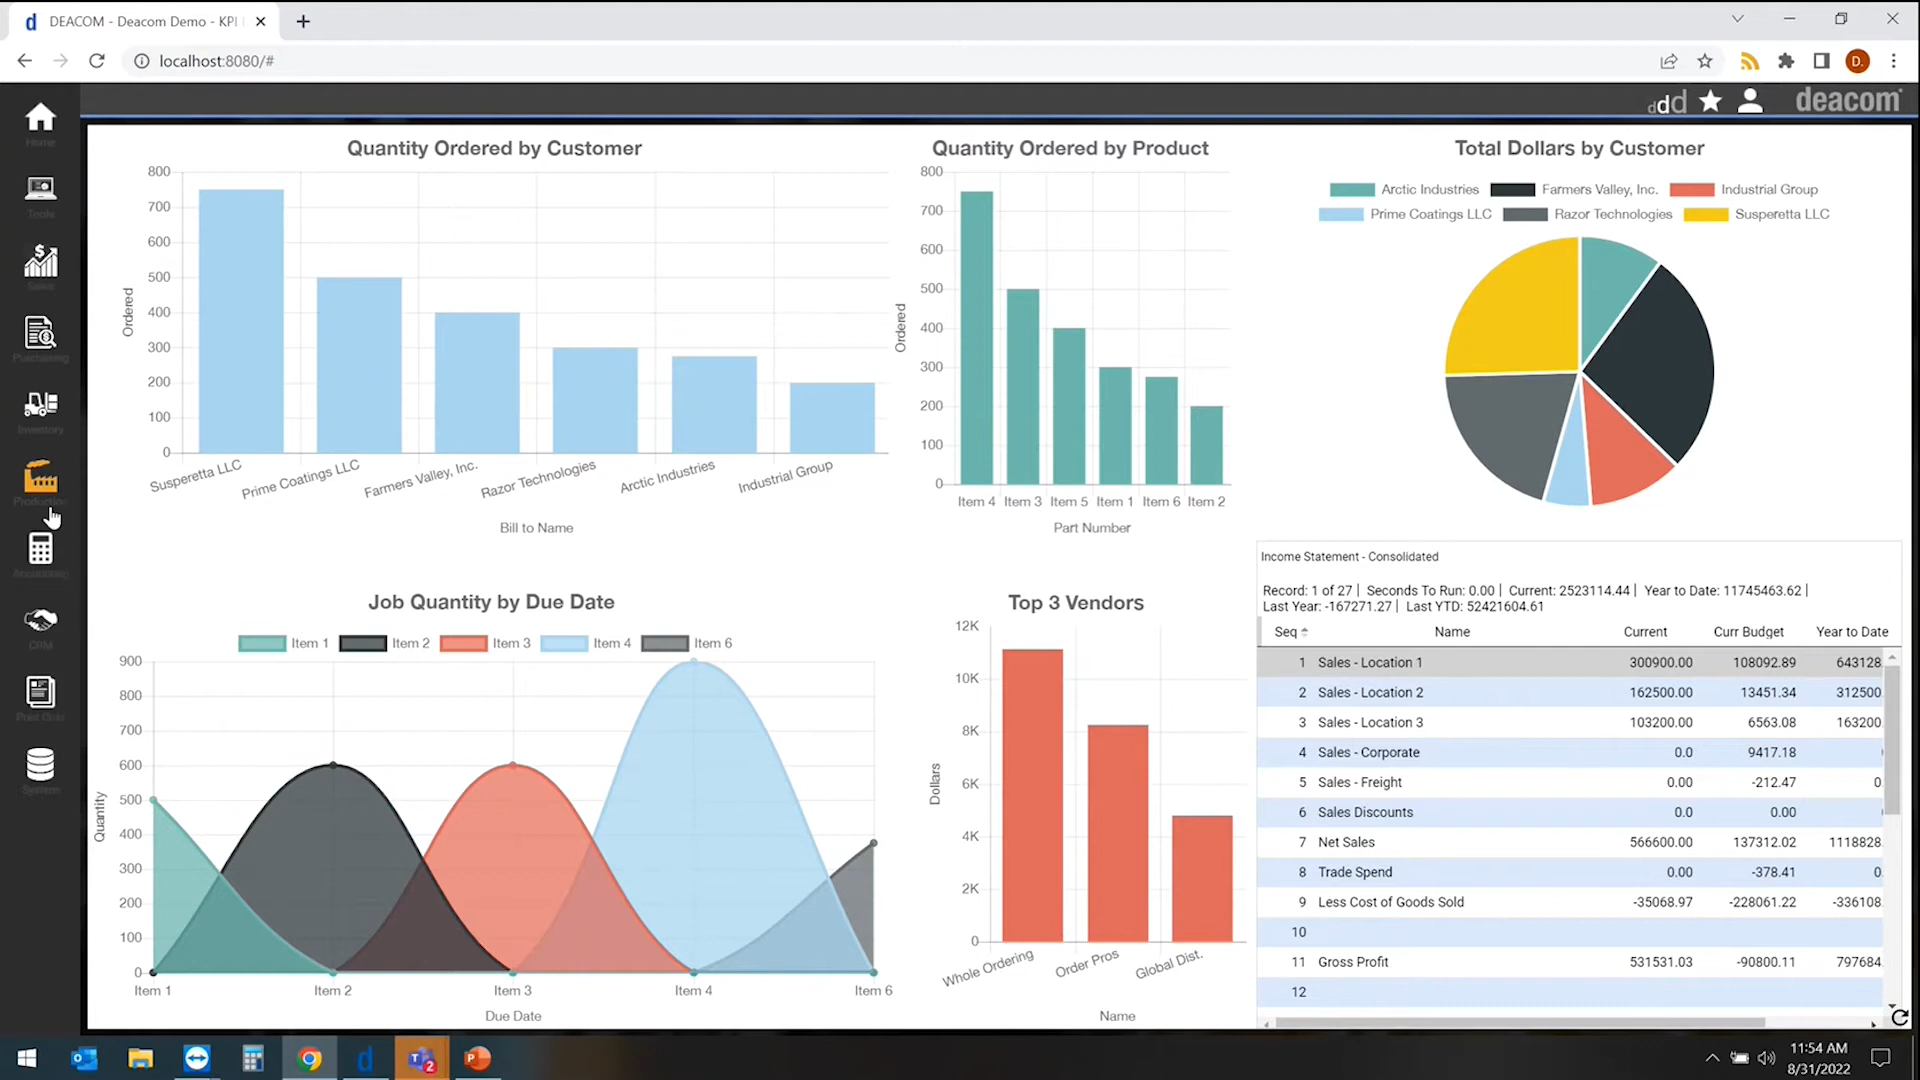 DEACOM - Deacom Demo - KPI
localhost:8080/#
D.
ddd
deacom
Home
Tools
Sales
Purchasing
Inventory
Production
Accounting
CRM
Print Outs
System
Quantity Ordered by Customer
800
700
600
500
400
300
200
100
0
Ordered
Susperetta LLC
Prime Coatings LLC
Farmers Valley, Inc.
Razor Technologies
Arctic Industries
Industrial Group
Bill to Name
Quantity Ordered by Product
800
700
600
500
400
300
200
100
0
Ordered
Item 4 Item 3 Item 5 Item 1 Item 6 Item 2
Part Number
Total Dollars by Customer
Arctic Industries Farmers Valley, Inc. Industrial Group
Prime Coatings LLC Razor Technologies Susperetta LLC
Job Quantity by Due Date
Item 1 Item 2 Item 3 Item 4 Item 6
900
800
700
600
500
400
300
200
100
0
Quantity
Item 1 Item 2 Item 3 Item 4 Item 6
Due Date
Top 3 Vendors
12K
10K
8K
6K
4K
2K
0
Dollars
Whole Ordering
Order Pros
Global Dist.
Name
Income Statement - Consolidated
Record: 1 of 27 | Seconds To Run: 0.00 | Current: 2523114.44 | Year to Date: 11745463.62 |
Last Year: -167271.27 | Last YTD: 52421604.61
Seq Name Current Curr Budget Year to Date
1 Sales - Location 1 300900.00 108092.89 643128
2 Sales - Location 2 162500.00 13451.34 312500
3 Sales - Location 3 103200.00 6563.08 163200
4 Sales - Corporate 0.0 9417.18
5 Sales - Freight 0.00 -212.47 0.
6 Sales Discounts 0.0 0.00
7 Net Sales 566600.00 137312.02 1118828
8 Trade Spend 0.00 -378.41 0.
9 Less Cost of Goods Sold -35068.97 -228061.22 -336108
10
11 Gross Profit 531531.03 -90800.11 797684
12
11:54 AM
8/31/2022
2